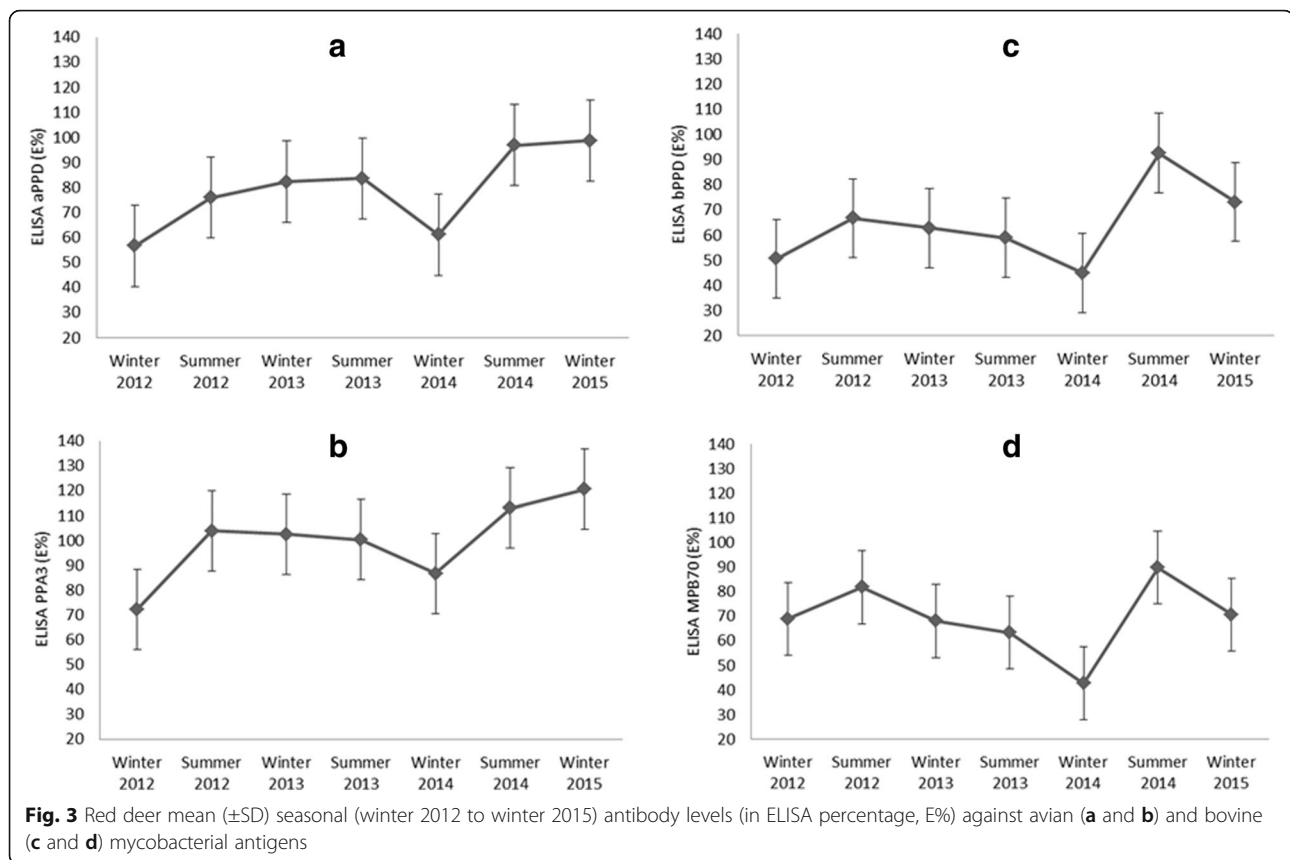 a
ELISA aPPD (E%)
140
130
120
110
100
90
80
70
60
50
40
30
20
Winter Summer Winter Summer Winter Summer Winter
2012 2012 2013 2013 2014 2014 2015
c
ELISA bPPD (E%)
140
130
120
110
100
90
80
70
60
50
40
30
20
Winter Summer Winter Summer Winter Summer Winter
2012 2012 2013 2013 2014 2014 2015
b
ELISA PPA3 (E%)
140
130
120
110
100
90
80
70
60
50
40
30
20
Winter Summer Winter Summer Winter Summer Winter
2012 2012 2013 2013 2014 2014 2015
d
ELISA MPB70 (E%)
140
130
120
110
100
90
80
70
60
50
40
30
20
Winter Summer Winter Summer Winter Summer Winter
2012 2012 2013 2013 2014 2014 2015
Fig. 3 Red deer mean (±SD) seasonal (winter 2012 to winter 2015) antibody levels (in ELISA percentage, E%) against avian (a and b) and bovine
(c and d) mycobacterial antigens